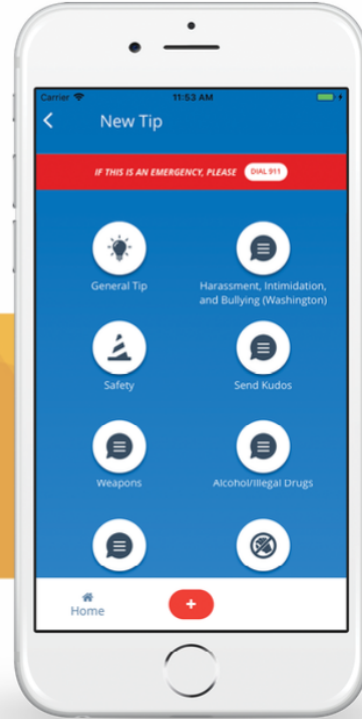 Carrier 11:53 AM
New Tip
IF THIS IS AN EMERGENCY, PLEASE DIAL 911
General Tip
Harassment, Intimidation,
and Bullying (Washington)
Safety
Send Kudos
Weapons
Alcohol/Illegal Drugs
Home
+